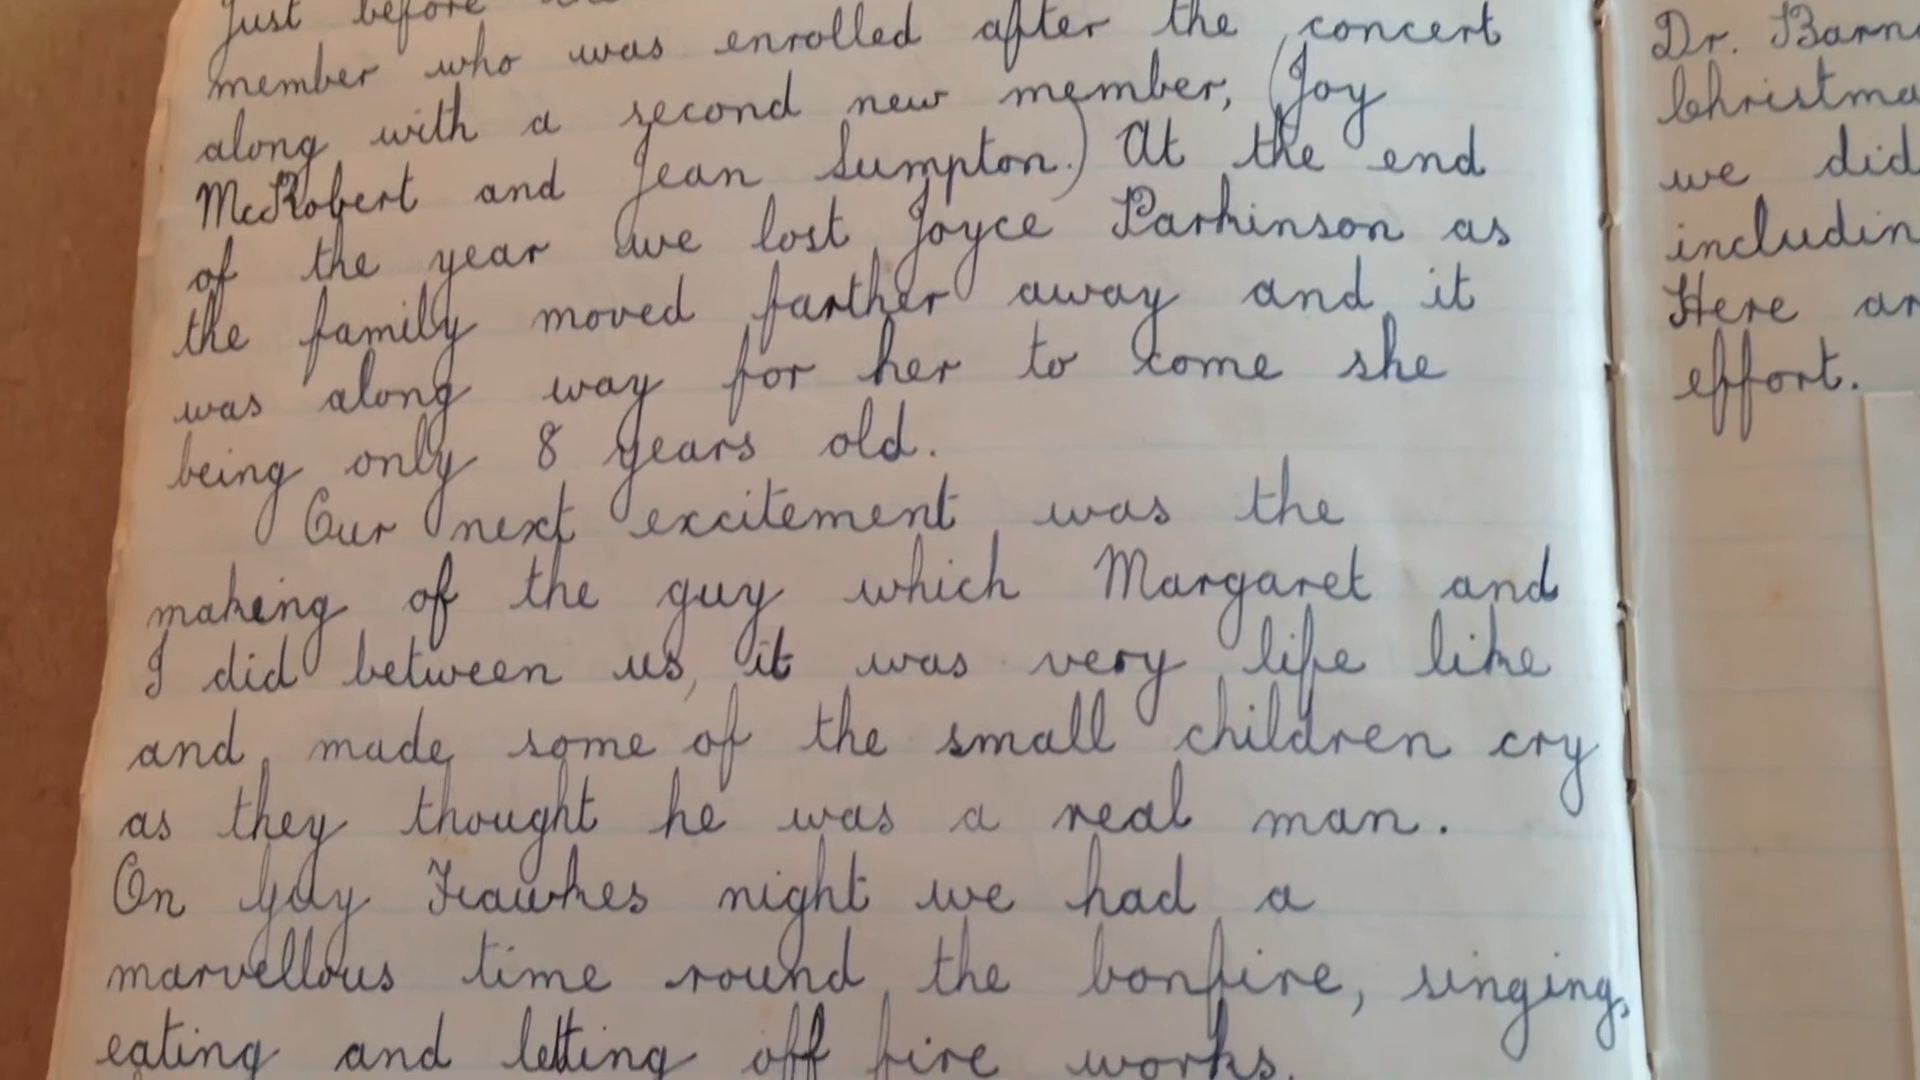 Just before
member who was enrolled after the concert
along with a second new member, (Joy
McRobert and Jean Sumpton.) At the end
of the year we lost Joyce Parkinson as
the family moved farther away and it
was along way for her to come she
being only 8 years old.
Our next excitement was the
making of the guy which Margaret and
I did between us, it was very life like
and made some of the small children cry
as they thought he was a real man.
On Guy Fawkes night we had a
marvellous time round the bonfire, singing,
eating and letting off fire works.
Dr. Barn
Christma
we did
includin
Here ar
effort.